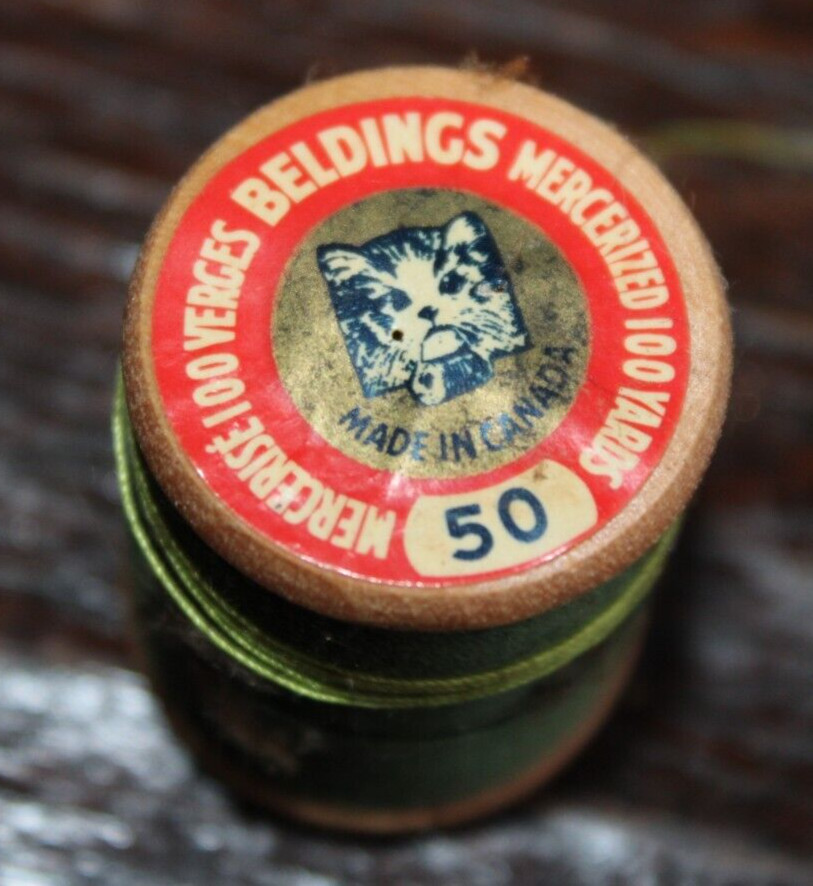 BELDINGS MERCERIZED 100 YARDS
MERCERISÉ 100 VERGES
MADE IN CANADA
50